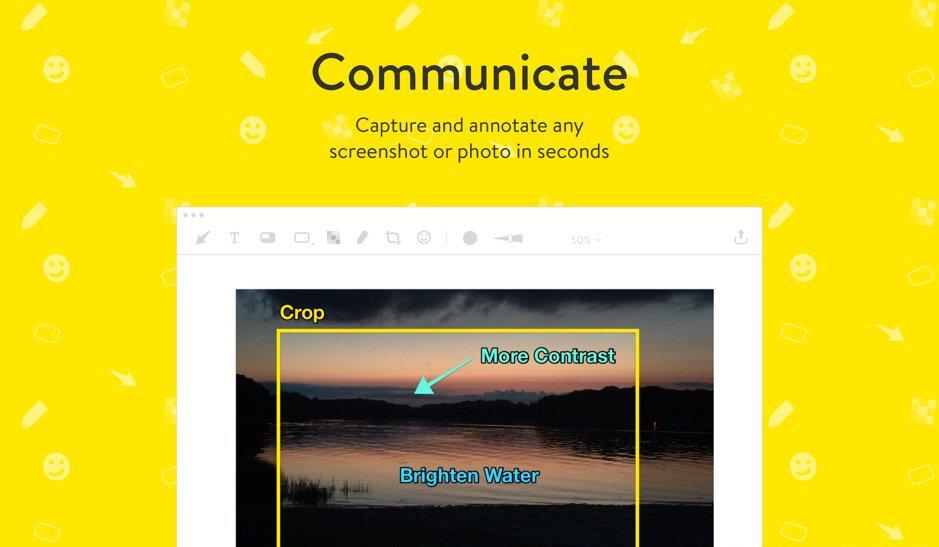 Communicate
Capture and annotate any
screenshot or photo in seconds
T
50%
Crop
More Contrast
Brighten Water